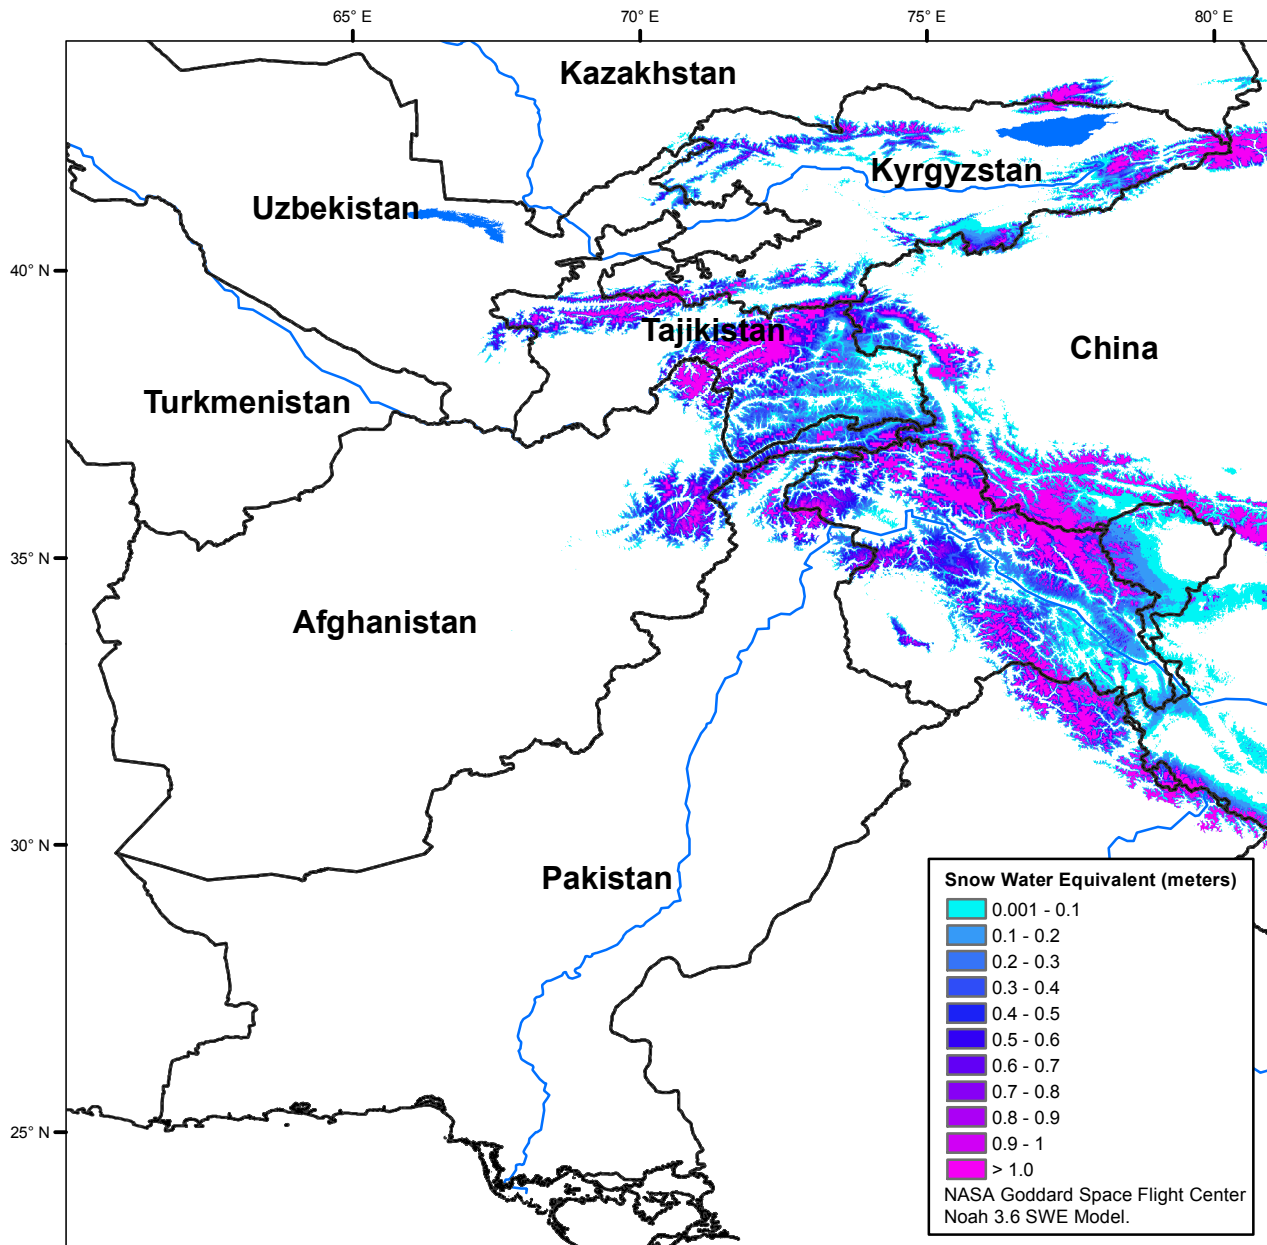 65° E
70° E
75° E
80° E
Kazakhstan
Kyrgyzstan
Uzbekistan
40° N
Tajikistan
China
Turkmenistan
35° N
Afghanistan
30° N
Pakistan
25° N
Snow Water Equivalent (meters)
0.001 - 0.1
0.1 - 0.2
0.2 - 0.3
0.3 - 0.4
0.4 - 0.5
0.5 - 0.6
0.6 - 0.7
0.7 - 0.8
0.8 - 0.9
0.9 - 1
> 1.0
NASA Goddard Space Flight Center
Noah 3.6 SWE Model.